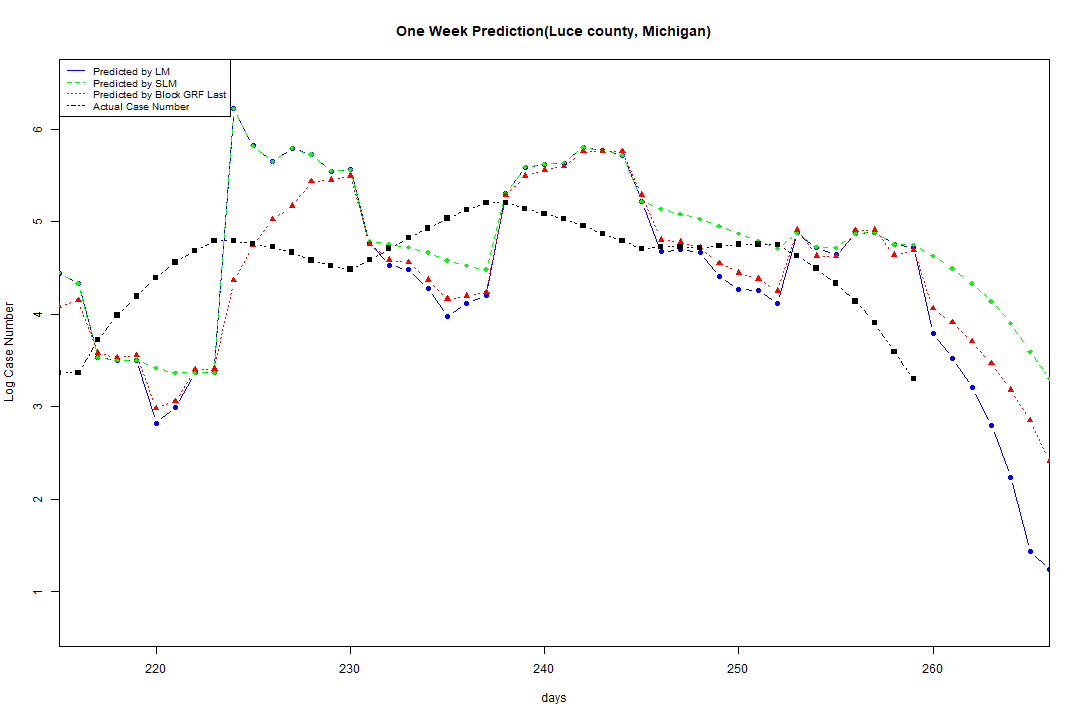 One Week Prediction(Luce county, Michigan)
Predicted by LM
Predicted by SLM
Predicted by Block GRF Last
Actual Case Number
6
5
4
3
2
1
Log Case Number
220 230 240 250 260
days